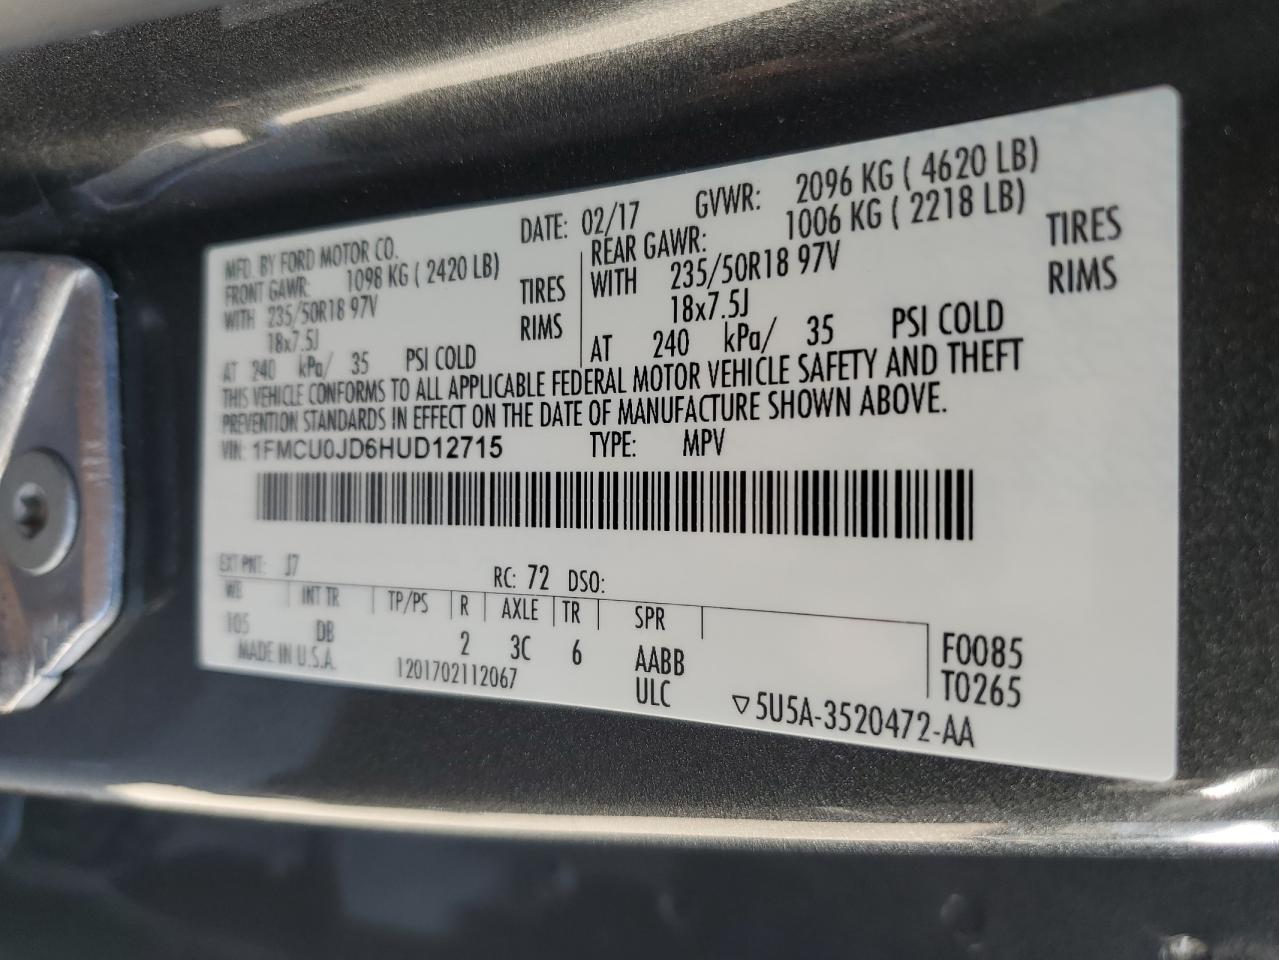 MFD. BY FORD MOTOR CO.
DATE: 02/17
GVWR: 2096 KG ( 4620 LB)
FRONT GAWR: 1098 KG ( 2420 LB)
WITH 235/50R18 97V TIRES
18x7.5J RIMS
AT 240 kPa/ 35 PSI COLD
REAR GAWR: 1006 KG ( 2218 LB)
WITH 235/50R18 97V TIRES
18x7.5J RIMS
AT 240 kPa/ 35 PSI COLD
THIS VEHICLE CONFORMS TO ALL APPLICABLE FEDERAL MOTOR VEHICLE SAFETY AND THEFT
PREVENTION STANDARDS IN EFFECT ON THE DATE OF MANUFACTURE SHOWN ABOVE.
VIN: 1FMCU0JD6HUD12715 TYPE: MPV
EXT PNT: J7 RC: 72 DSO:
WB INT TR TP/PS R AXLE TR SPR
105 DB 2 3C 6 AABB F0085
MADE IN U.S.A. 1201702112067 ULC T0265
▽5U5A-3520472-AA